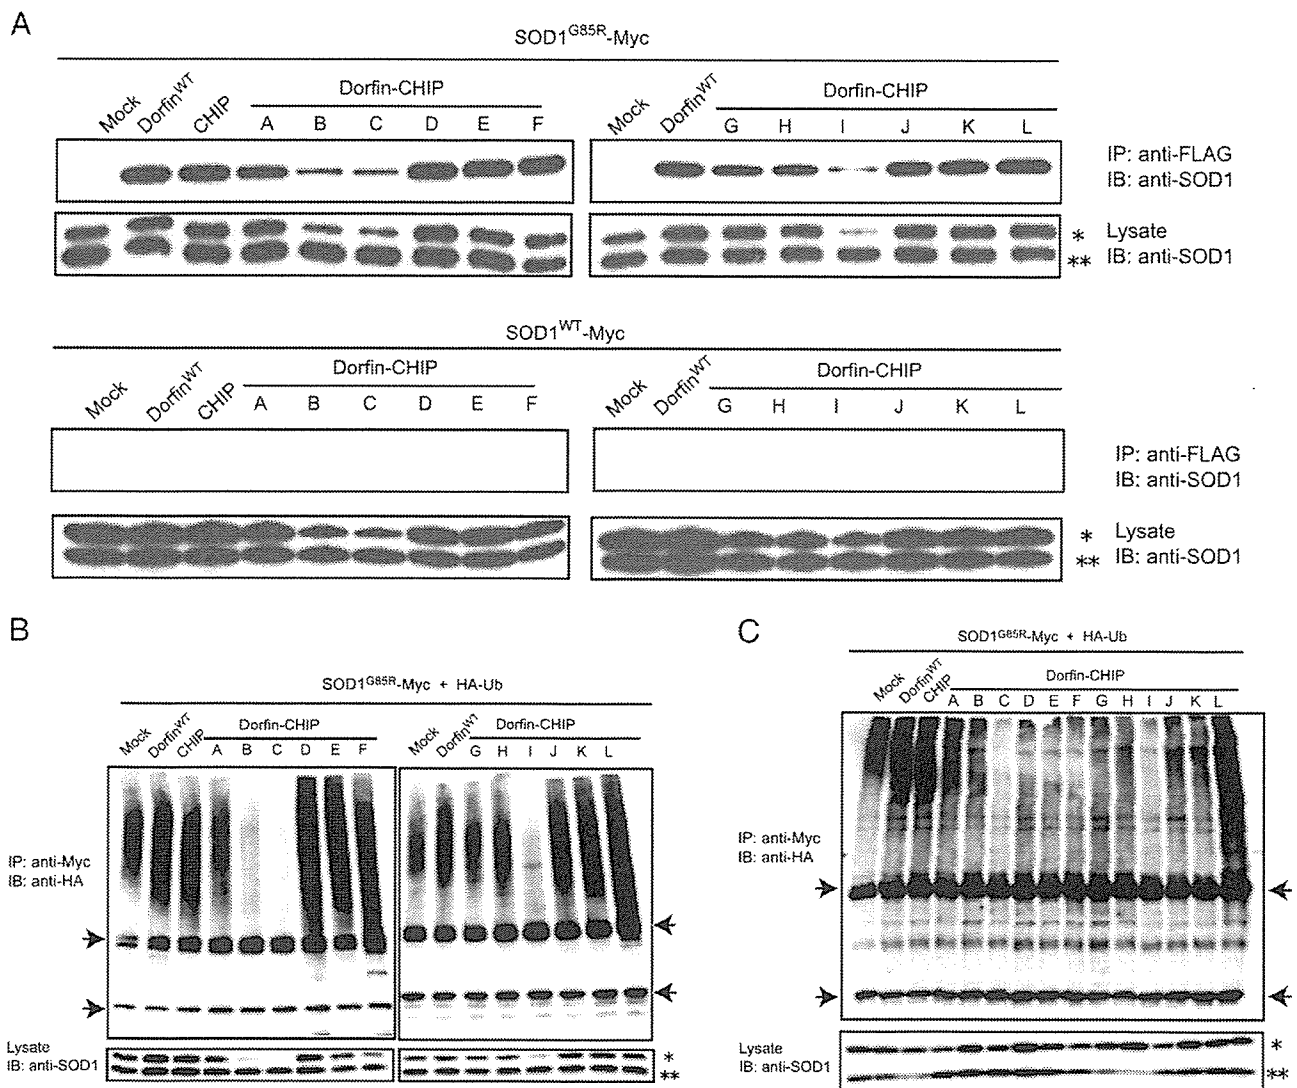 A
SOD1G85R-Myc
Mock DorfinWT CHIP Dorfin-CHIP
A B C D E F
Mock DorfinWT Dorfin-CHIP
G H I J K L
IP: anti-FLAG
IB: anti-SOD1
* Lysate
** IB: anti-SOD1
SOD1WT-Myc
Mock DorfinWT CHIP Dorfin-CHIP
A B C D E F
Mock DorfinWT Dorfin-CHIP
G H I J K L
IP: anti-FLAG
IB: anti-SOD1
* Lysate
** IB: anti-SOD1
B
SOD1G85R-Myc + HA-Ub
Mock DorfinWT CHIP Dorfin-CHIP
A B C D E F
Mock DorfinWT Dorfin-CHIP
G H I J K L
IP: anti-Myc
IB: anti-HA
Lysate *
IB: anti-SOD1 **
C
SOD1G85R-Myc + HA-Ub
Mock DorfinWT CHIP Dorfin-CHIP
A B C D E F G H I J K L
IP: anti-Myc
IB: anti-HA
Lysate *
IB: anti-SOD1 **